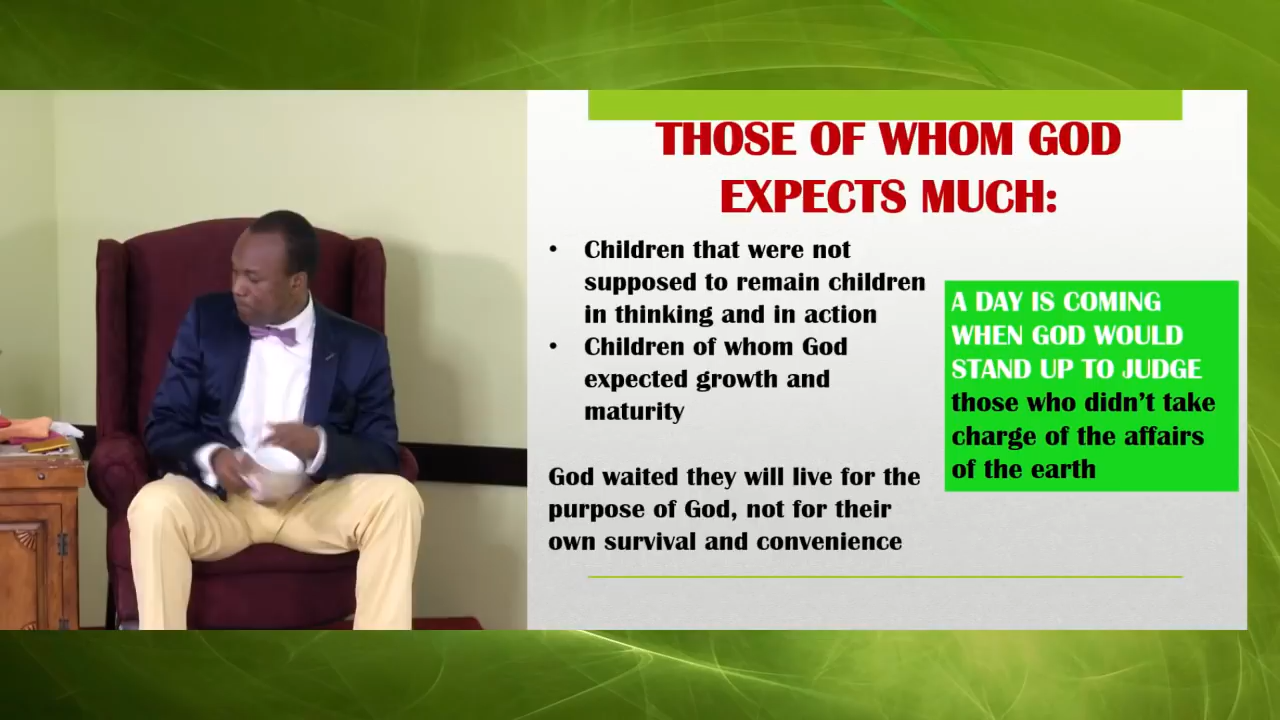 THOSE OF WHOM GOD
EXPECTS MUCH:
• Children that were not
supposed to remain children
in thinking and in action
• Children of whom God
expected growth and
maturity
God waited they will live for the
purpose of God, not for their
own survival and convenience
A DAY IS COMING
WHEN GOD WOULD
STAND UP TO JUDGE
those who didn’t take
charge of the affairs
of the earth